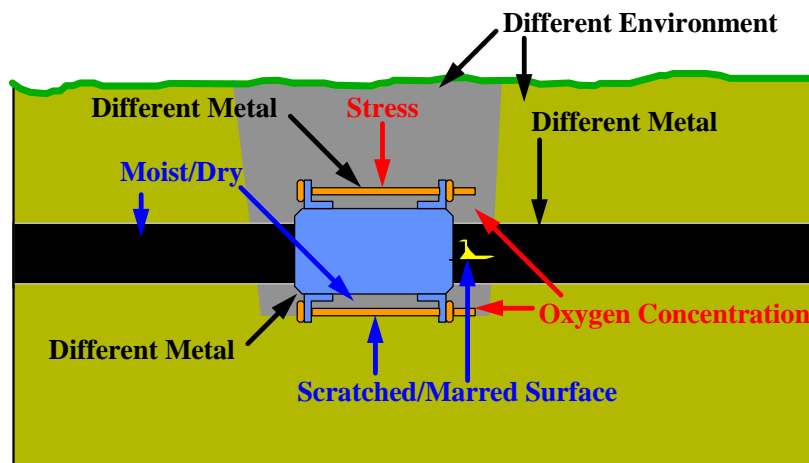 Different Environment
Different Metal
Stress
Different Metal
Moist/Dry
Oxygen Concentration
Different Metal
Scratched/Marred Surface